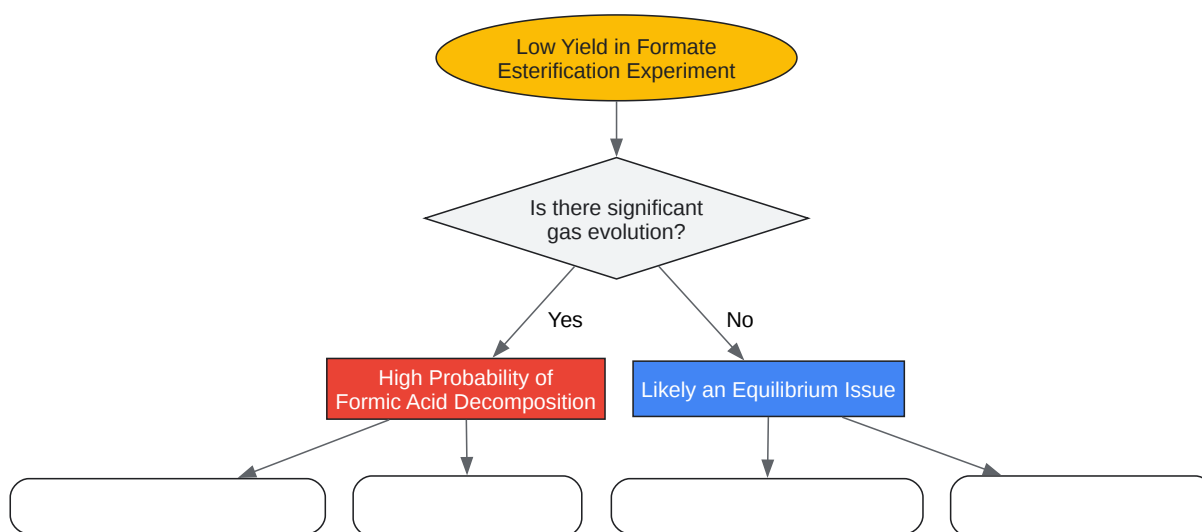 Low Yield in Formate
Esterification Experiment
Is there significant
gas evolution?
Yes
No
High Probability of
Formic Acid Decomposition
Likely an Equilibrium Issue